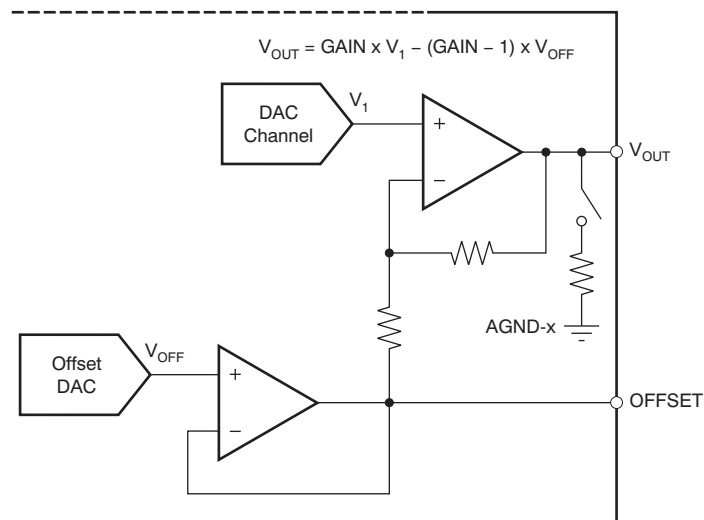 V_OUT = GAIN x V_1 – (GAIN – 1) x V_OFF
DAC
Channel
V_1
+
–
V_OUT
AGND-x
Offset
DAC
V_OFF
+
–
OFFSET